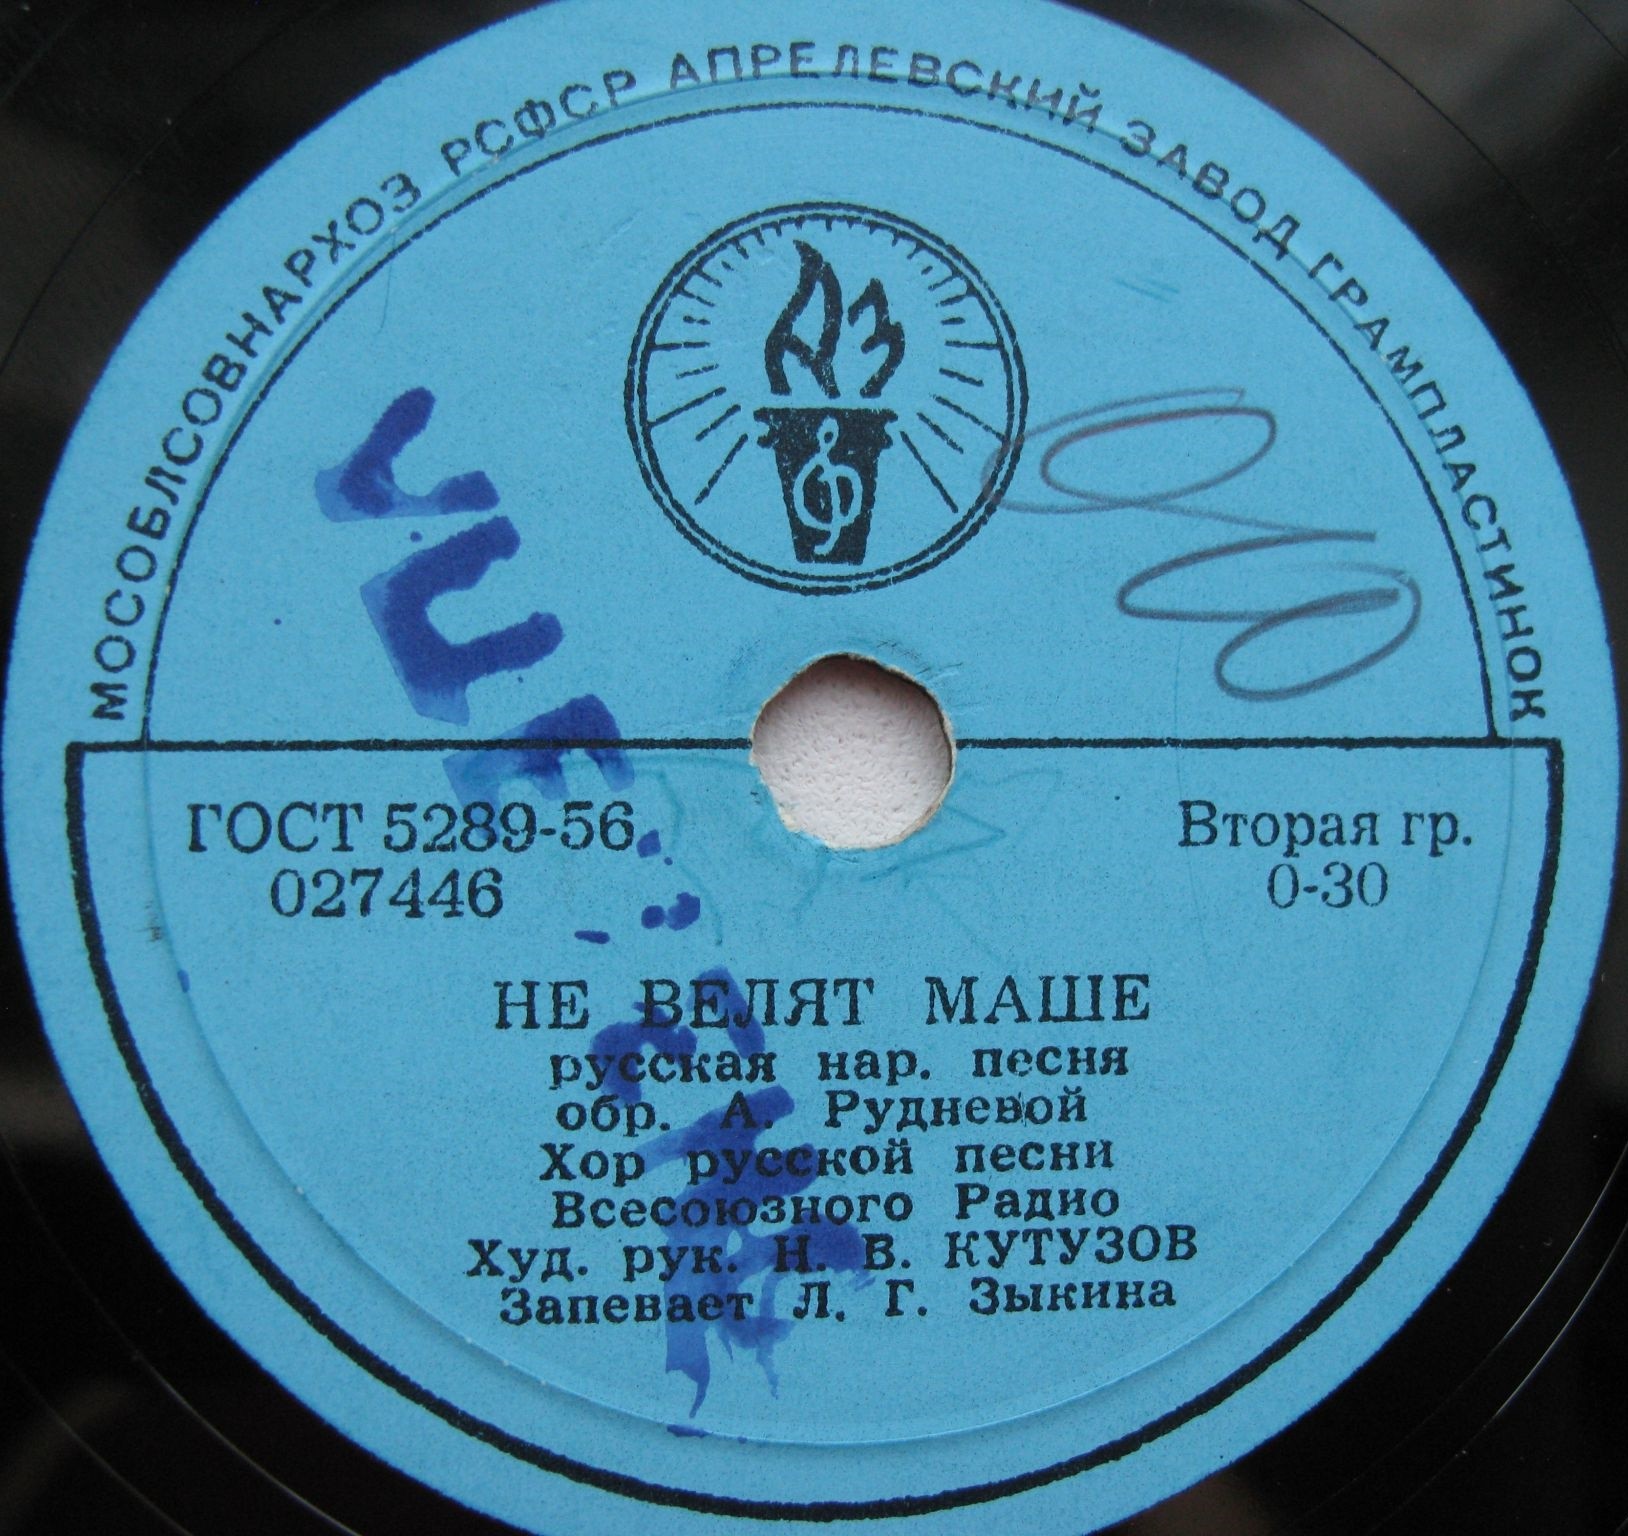 МОСОБЛСОВНАРХОЗ РСФСР АПРЕЛЕВСКИЙ ЗАВОД ГРАМПЛАСТИНОК
АЗ
ГОСТ 5289-56
Вторая гр.
027446
0-30
НЕ ВЕЛЯТ МАШЕ
русская нар. песня
обр. А. Рудневой
Хор русской песни
Всесоюзного Радио
Худ. рук. Н. В. КУТУЗОВ
Запевает Л. Г. Зыкина